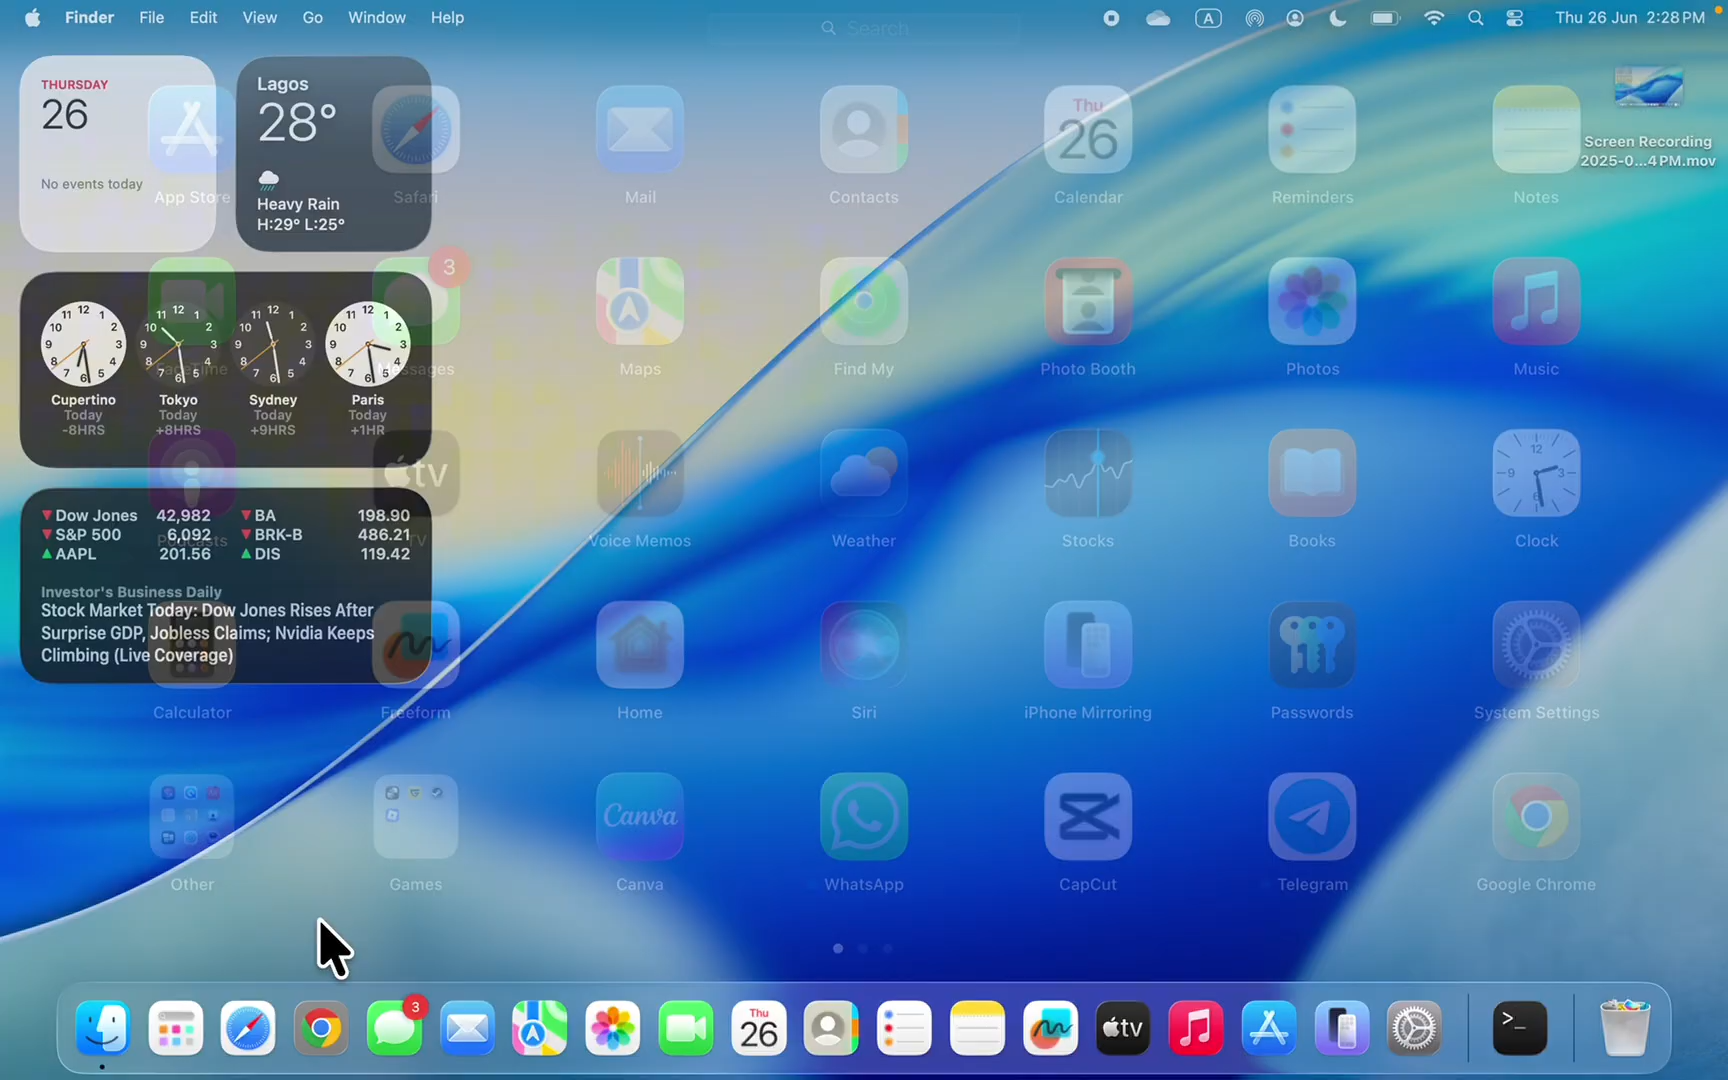 Finder File Edit View Go Window Help
Search
A
Thu 26 Jun 2:28 PM
THURSDAY
26
No events today
Lagos
28°
Heavy Rain
H:29° L:25°
App Store
Safari
Mail
Contacts
Thu
26
Calendar
Reminders
Notes
Screen Recording
2025-0...4 PM.mov
3
FaceTime
Messages
Maps
Find My
Photo Booth
Photos
Music
Cupertino
Today
-8HRS
Tokyo
Today
+8HRS
Sydney
Today
+9HRS
Paris
Today
+1HR
Podcasts
tv
TV
Voice Memos
Weather
Stocks
Books
Clock
Dow Jones 42,982
S&P 500 6,092
AAPL 201.56
BA 198.90
BRK-B 486.21
DIS 119.42
Investor's Business Daily
Stock Market Today: Dow Jones Rises After
Surprise GDP, Jobless Claims; Nvidia Keeps
Climbing (Live Coverage)
Calculator
Freeform
Home
Siri
iPhone Mirroring
Passwords
System Settings
Other
Games
Canva
Canva
WhatsApp
CapCut
Telegram
Google Chrome
3
Thu
26
tv
>_